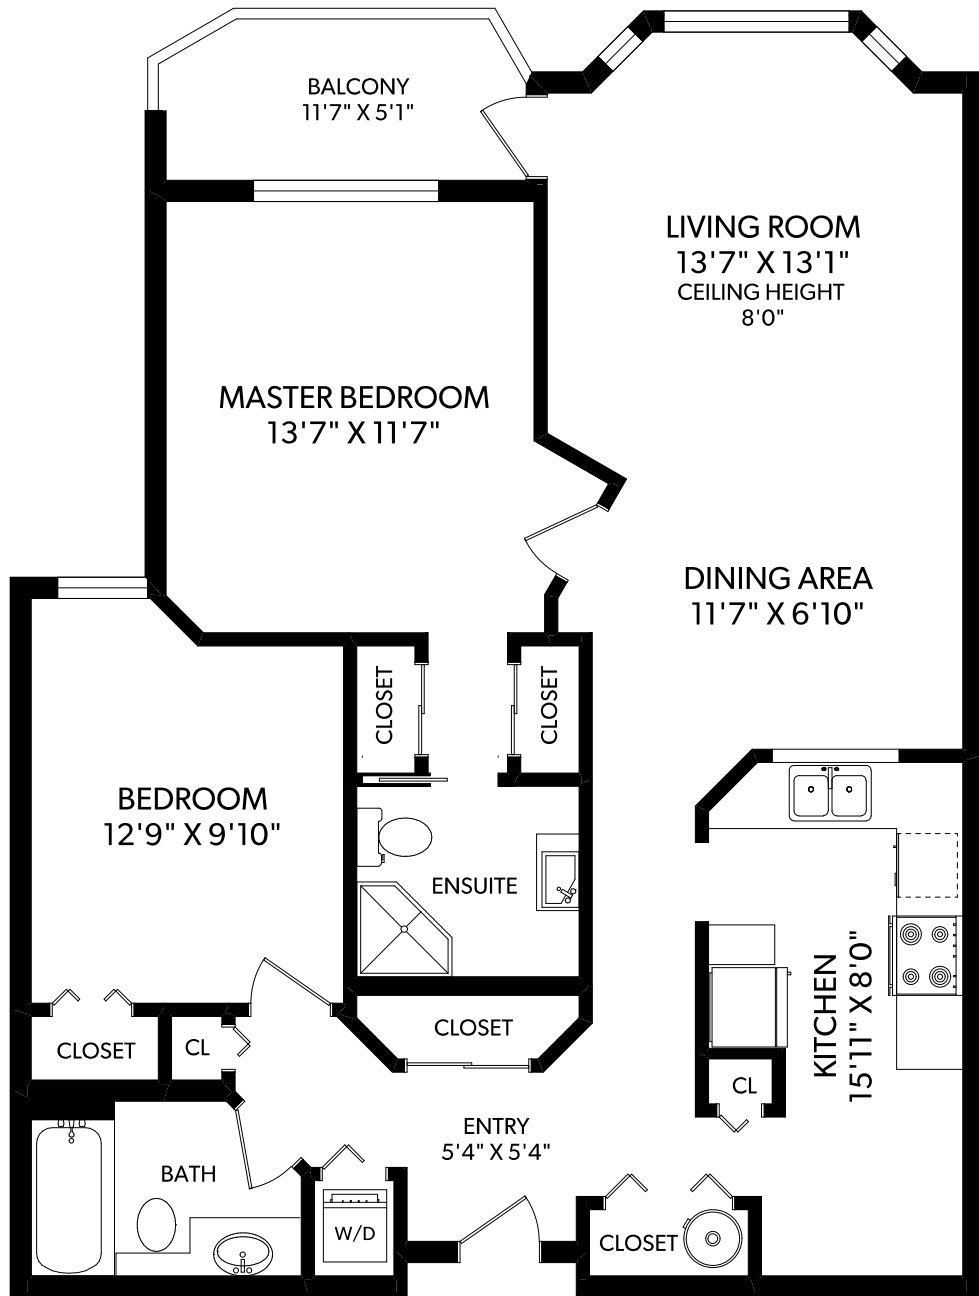 BALCONY
11'7" X 5'1"
LIVING ROOM
13'7" X 13'1"
CEILING HEIGHT
8'0"
MASTER BEDROOM
13'7" X 11'7"
DINING AREA
11'7" X 6'10"
CLOSET
CLOSET
BEDROOM
12'9" X 9'10"
ENSUITE
KITCHEN
15'11" X 8'0"
CLOSET
CLOSET
CL
CL
ENTRY
5'4" X 5'4"
BATH
W/D
CLOSET